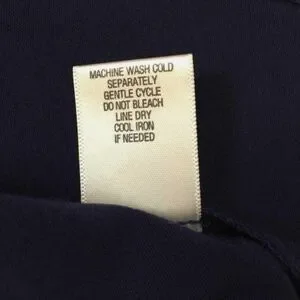 MACHINE WASH COLD
SEPARATELY
GENTLE CYCLE
DO NOT BLEACH
LINE DRY
COOL IRON
IF NEEDED